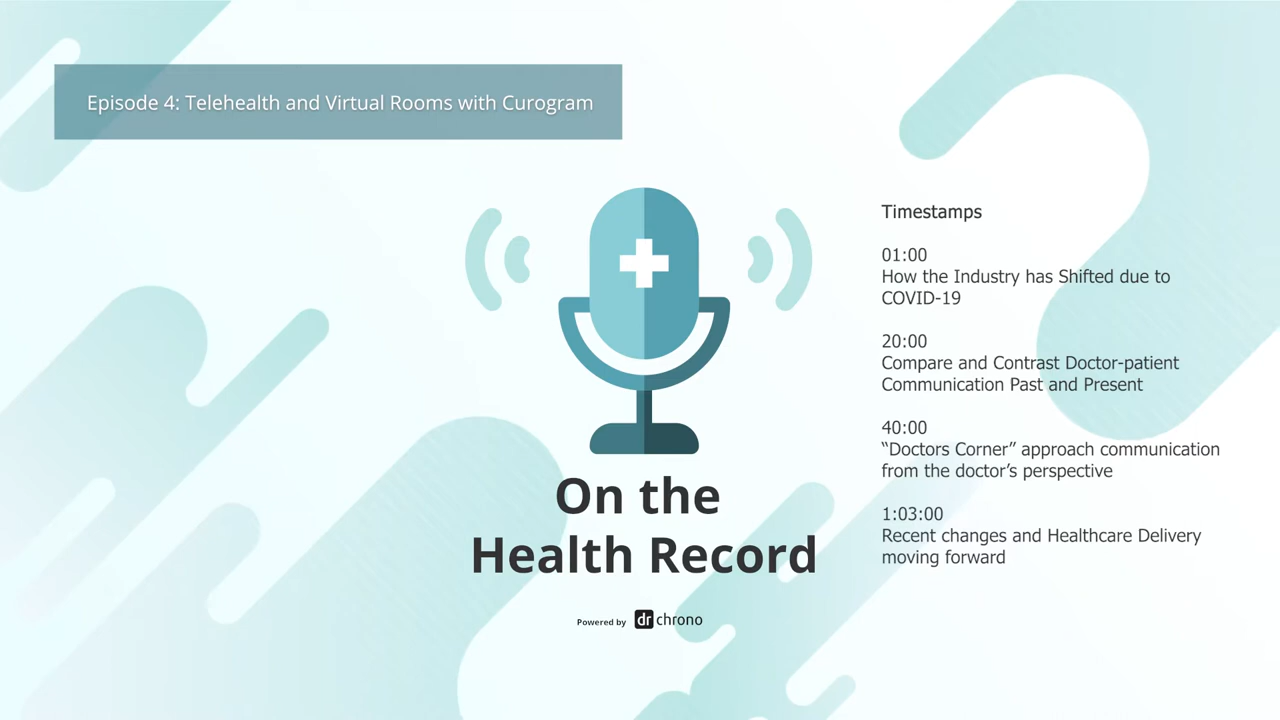 Episode 4: Telehealth and Virtual Rooms with Curogram
Timestamps
01:00
How the Industry has Shifted due to
COVID-19
20:00
Compare and Contrast Doctor-patient
Communication Past and Present
40:00
“Doctors Corner” approach communication
from the doctor’s perspective
1:03:00
Recent changes and Healthcare Delivery
moving forward
On the
Health Record
Powered by dr chrono